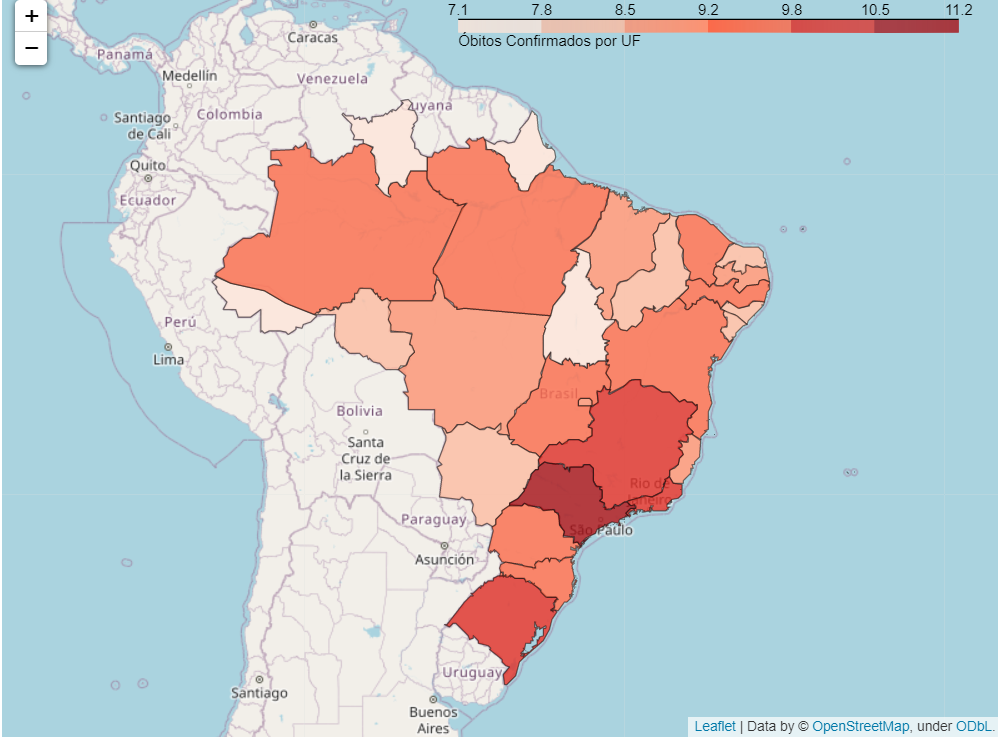 +
−
7.1 7.8 8.5 9.2 9.8 10.5 11.2
Óbitos Confirmados por UF
Caracas
Panamá
Medellín
Venezuela
uyana
Colombia
Santiago
de Cali
Quito
Ecuador
Perú
Lima
Brasil
Bolivia
Santa
Cruz de
la Sierra
Rio de
Janeiro
São Paulo
Paraguay
Asunción
Uruguay
Santiago
Buenos
Aires
Leaflet | Data by © OpenStreetMap, under ODbL.